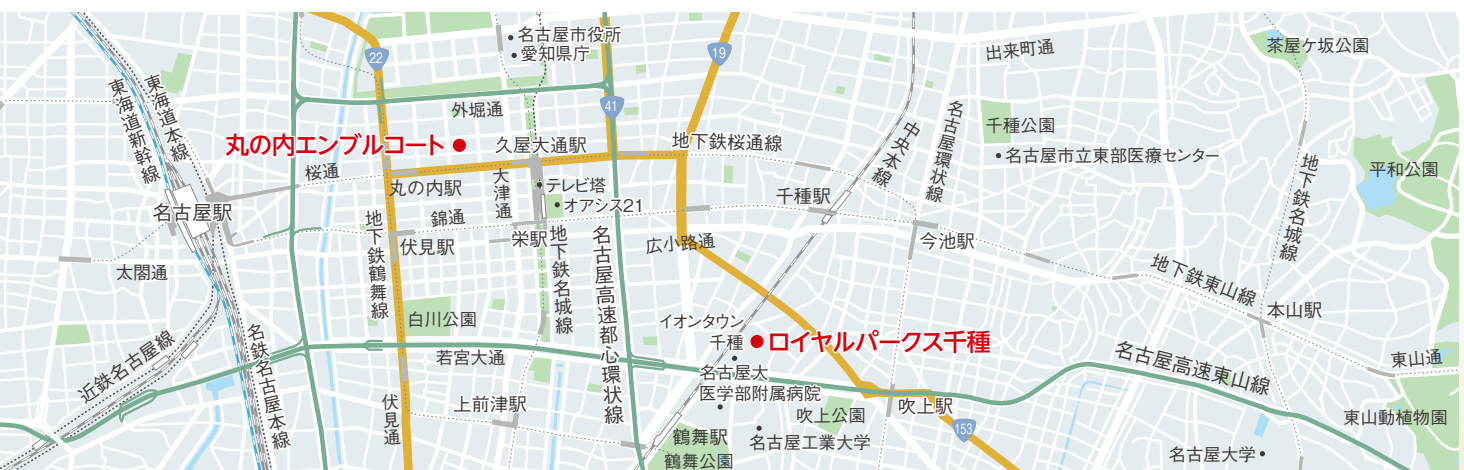 名古屋市役所
愛知県庁
22
19
出来町通
茶屋ケ坂公園
東海道新幹線
東海道本線
外堀通
41
丸の内エンブルコート
久屋大通駅
地下鉄桜通線
中央本線
名古屋環状線
千種公園
名古屋市立東部医療センター
地下鉄名城線
平和公園
桜通
丸の内駅
大津通
テレビ塔
オアシス21
千種駅
名古屋駅
地下鉄鶴舞線
錦通
伏見駅
栄駅
地下鉄名城線
名古屋高速都心環状線
広小路通
今池駅
太閤通
地下鉄東山線
本山駅
白川公園
イオンタウン
千種
ロイヤルパークス千種
近鉄名古屋線
名鉄名古屋本線
若宮大通
名古屋大
医学部附属病院
名古屋高速東山線
東山通
伏見通
上前津駅
吹上公園
吹上駅
東山動植物園
鶴舞駅
名古屋工業大学
153
鶴舞公園
名古屋大学